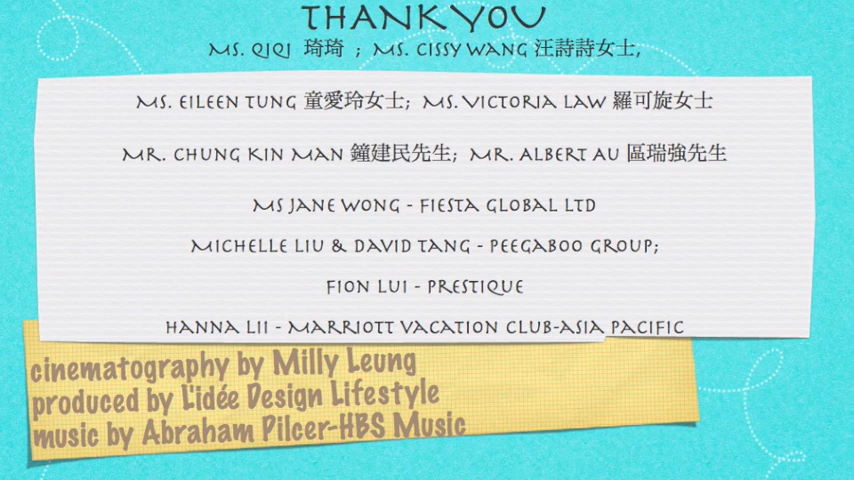 THANK YOU
MS. QIQI 琦琦 ; MS. CISSY WANG 汪詩詩女士,
MS. EILEEN TUNG 童愛玲女士; MS. VICTORIA LAW 羅可旋女士
MR. CHUNG KIN MAN 鐘建民先生; MR. ALBERT AU 區瑞強先生
MS JANE WONG - FIESTA GLOBAL LTD
MICHELLE LIU & DAVID TANG - PEEGABOO GROUP;
FION LUI - PRESTIQUE
HANNA LII - MARRIOTT VACATION CLUB-ASIA PACIFIC
cinematography by Milly Leung
produced by L'idée Design Lifestyle
music by Abraham Pilcer-HBS Music